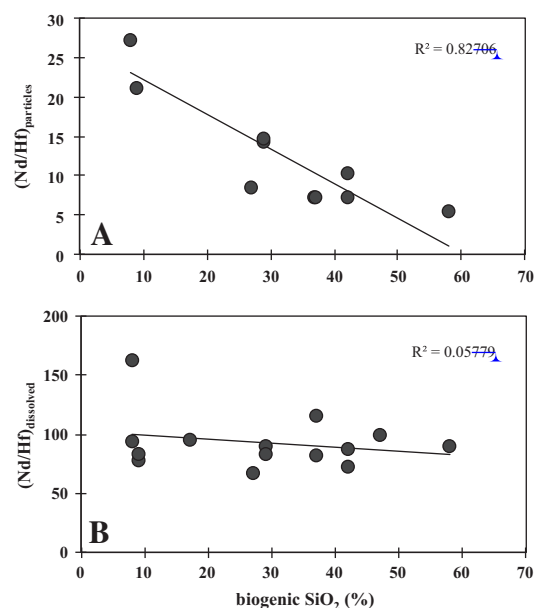 30
25
20
15
10
5
0
(Nd/Hf)particles
R² = 0.82706
A
0 10 20 30 40 50 60 70
200
150
100
50
0
(Nd/Hf)dissolved
R² = 0.05779
B
0 10 20 30 40 50 60 70
biogenic SiO₂ (%)